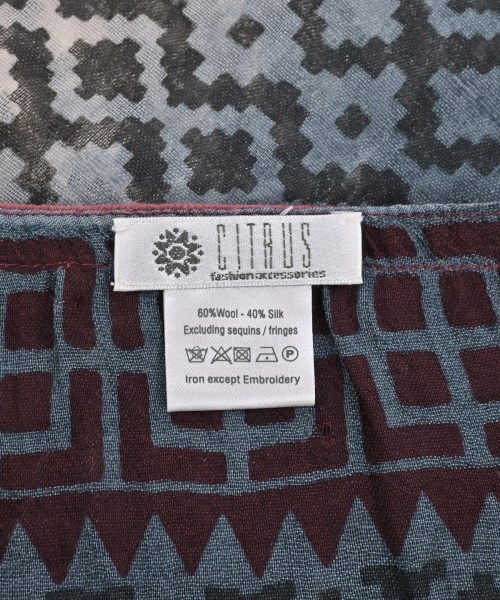 CITRUS
fashion accessories
60%Wool - 40% Silk
Excluding sequins / fringes
P
iron except Embroidery